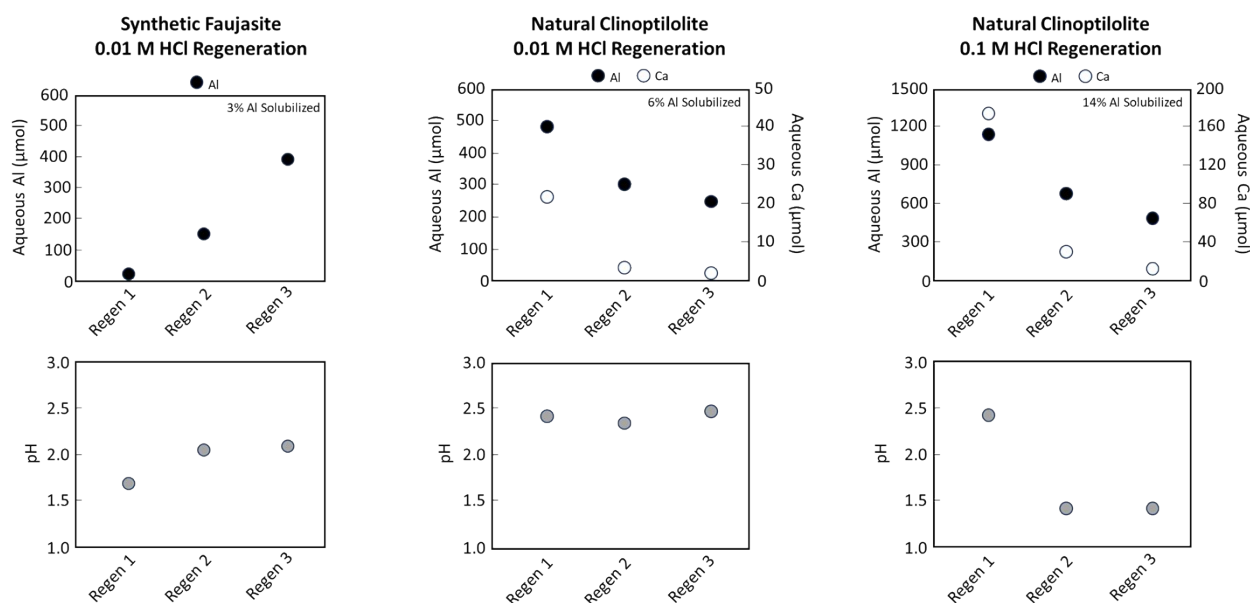 Synthetic Faujasite
0.01 M HCl Regeneration
Al
3% Al Solubilized
Aqueous Al (µmol)
600
500
400
300
200
100
0
Regen 1
Regen 2
Regen 3
Natural Clinoptilolite
0.01 M HCl Regeneration
Al
Ca
6% Al Solubilized
Aqueous Al (µmol)
600
500
400
300
200
100
0
50
40
30
20
10
0
Aqueous Ca (µmol)
Regen 1
Regen 2
Regen 3
Natural Clinoptilolite
0.1 M HCl Regeneration
Al
Ca
14% Al Solubilized
Aqueous Al (µmol)
1500
1200
900
600
300
0
200
160
120
80
40
0
Aqueous Ca (µmol)
Regen 1
Regen 2
Regen 3
pH
3.0
2.5
2.0
1.5
1.0
Regen 1
Regen 2
Regen 3
pH
3.0
2.5
2.0
1.5
1.0
Regen 1
Regen 2
Regen 3
pH
3.0
2.5
2.0
1.5
1.0
Regen 1
Regen 2
Regen 3